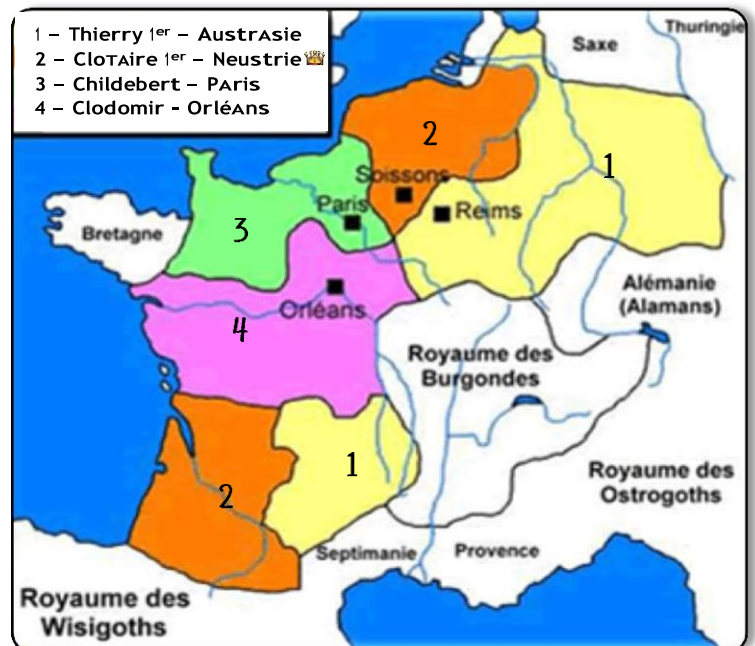 1 – Thierry 1er – Austrasie
2 – Clotaire 1er – Neustrie
3 – Childebert – Paris
4 – Clodomir - Orléans
Saxe
Thuringie
2
1
Soissons
Paris
Reims
3
Bretagne
Orléans
4
Alémanie
(Alamans)
Royaume des
Burgondes
1
2
Royaume des
Ostrogoths
Septimanie
Provence
Royaume des
Wisigoths